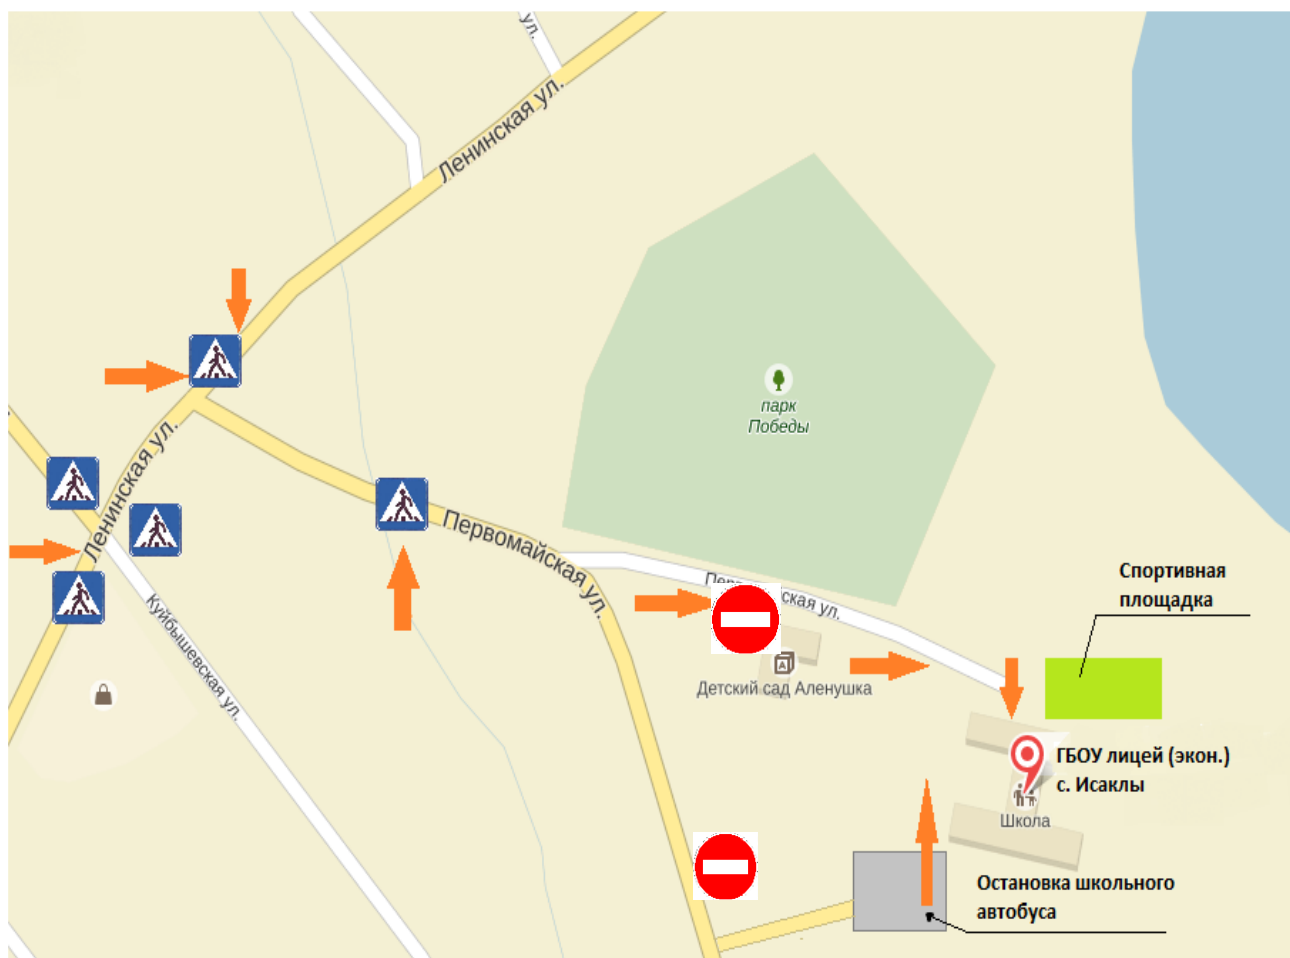 ул.
Ленинская ул.
парк
Победы
Ленинская ул.
Первомайская ул.
ул.
Спортивная
площадка
Куйбышевская ул.
Детский сад Аленушка
ГБОУ лицей (экон.)
с. Исаклы
Школа
Остановка школьного
автобуса